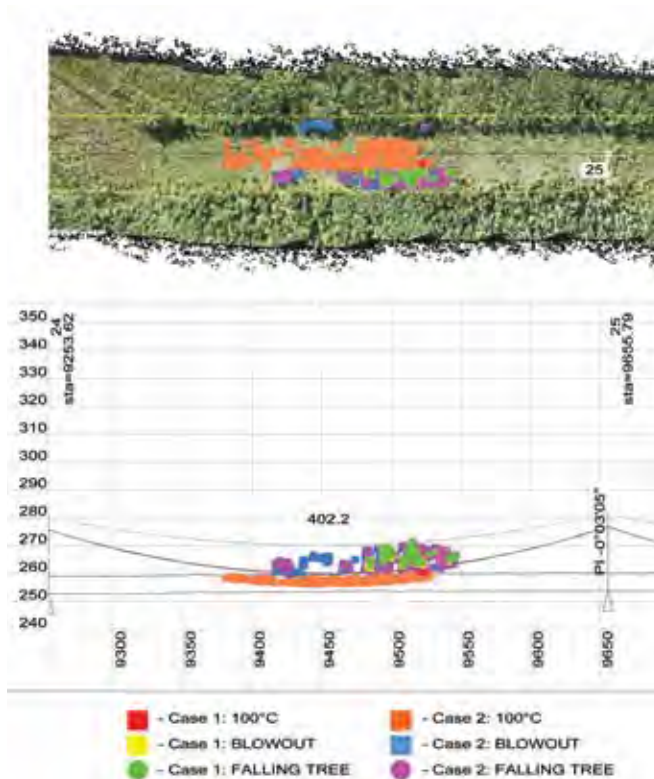 25
350
340
330
320
310
300
290
280
270
260
250
240
24
sta=9253.62
25
sta=9655.79
402.2
PI -0°03'05"
9300
9350
9400
9450
9500
9550
9600
9650
- Case 1: 100°C
- Case 2: 100°C
- Case 1: BLOWOUT
- Case 2: BLOWOUT
- Case 1: FALLING TREE
- Case 2: FALLING TREE